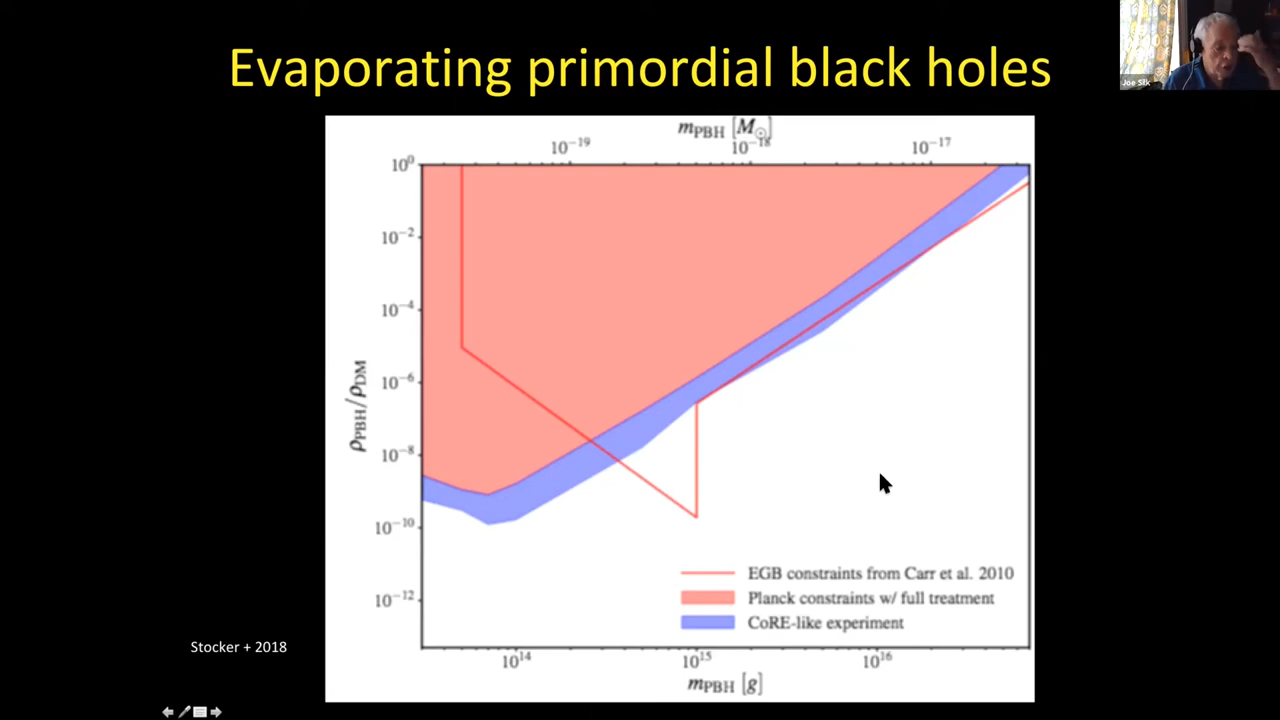 Evaporating primordial black holes
Joe Silk
m_PBH [M_⊙]
10^-19 10^-18 10^-17
10^0
10^-2
10^-4
10^-6
10^-8
10^-10
10^-12
ρ_PBH/ρ_DM
EGB constraints from Carr et al. 2010
Planck constraints w/ full treatment
CoRE-like experiment
Stocker + 2018
10^14 10^15 10^16
m_PBH [g]